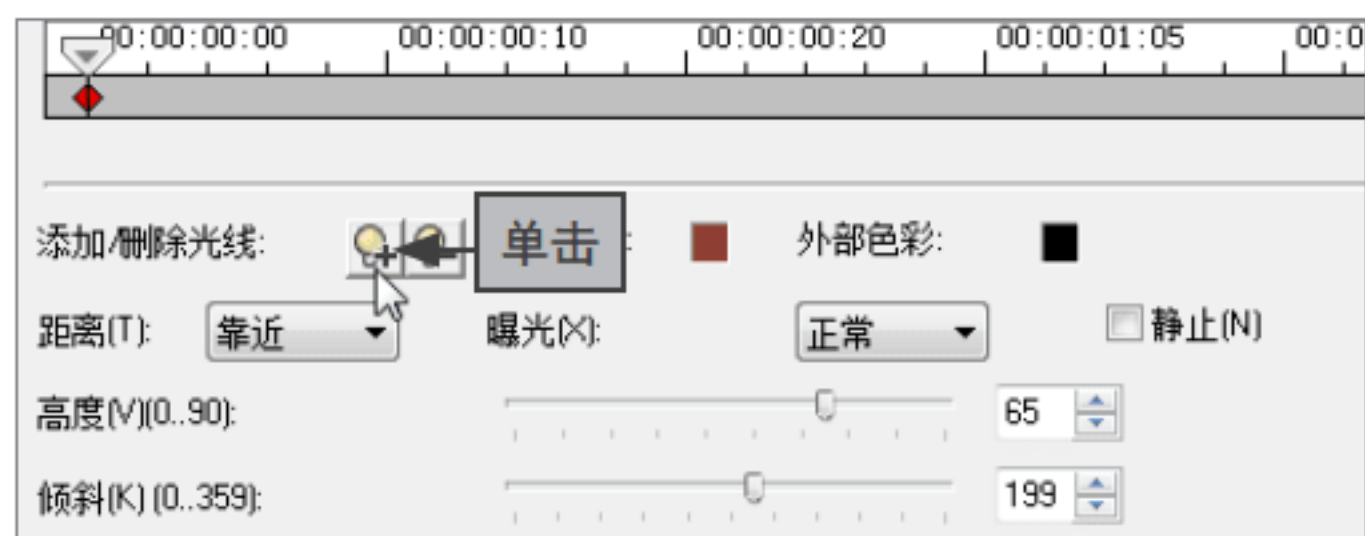 00:00:00:00 00:00:00:10 00:00:00:20 00:00:01:05 00:0
添加/删除光线: 单击 : 外部色彩:
距离(T): 靠近 曝光(X): 正常 静止(N)
高度(V)(0..90): 65
倾斜(K) (0..359): 199